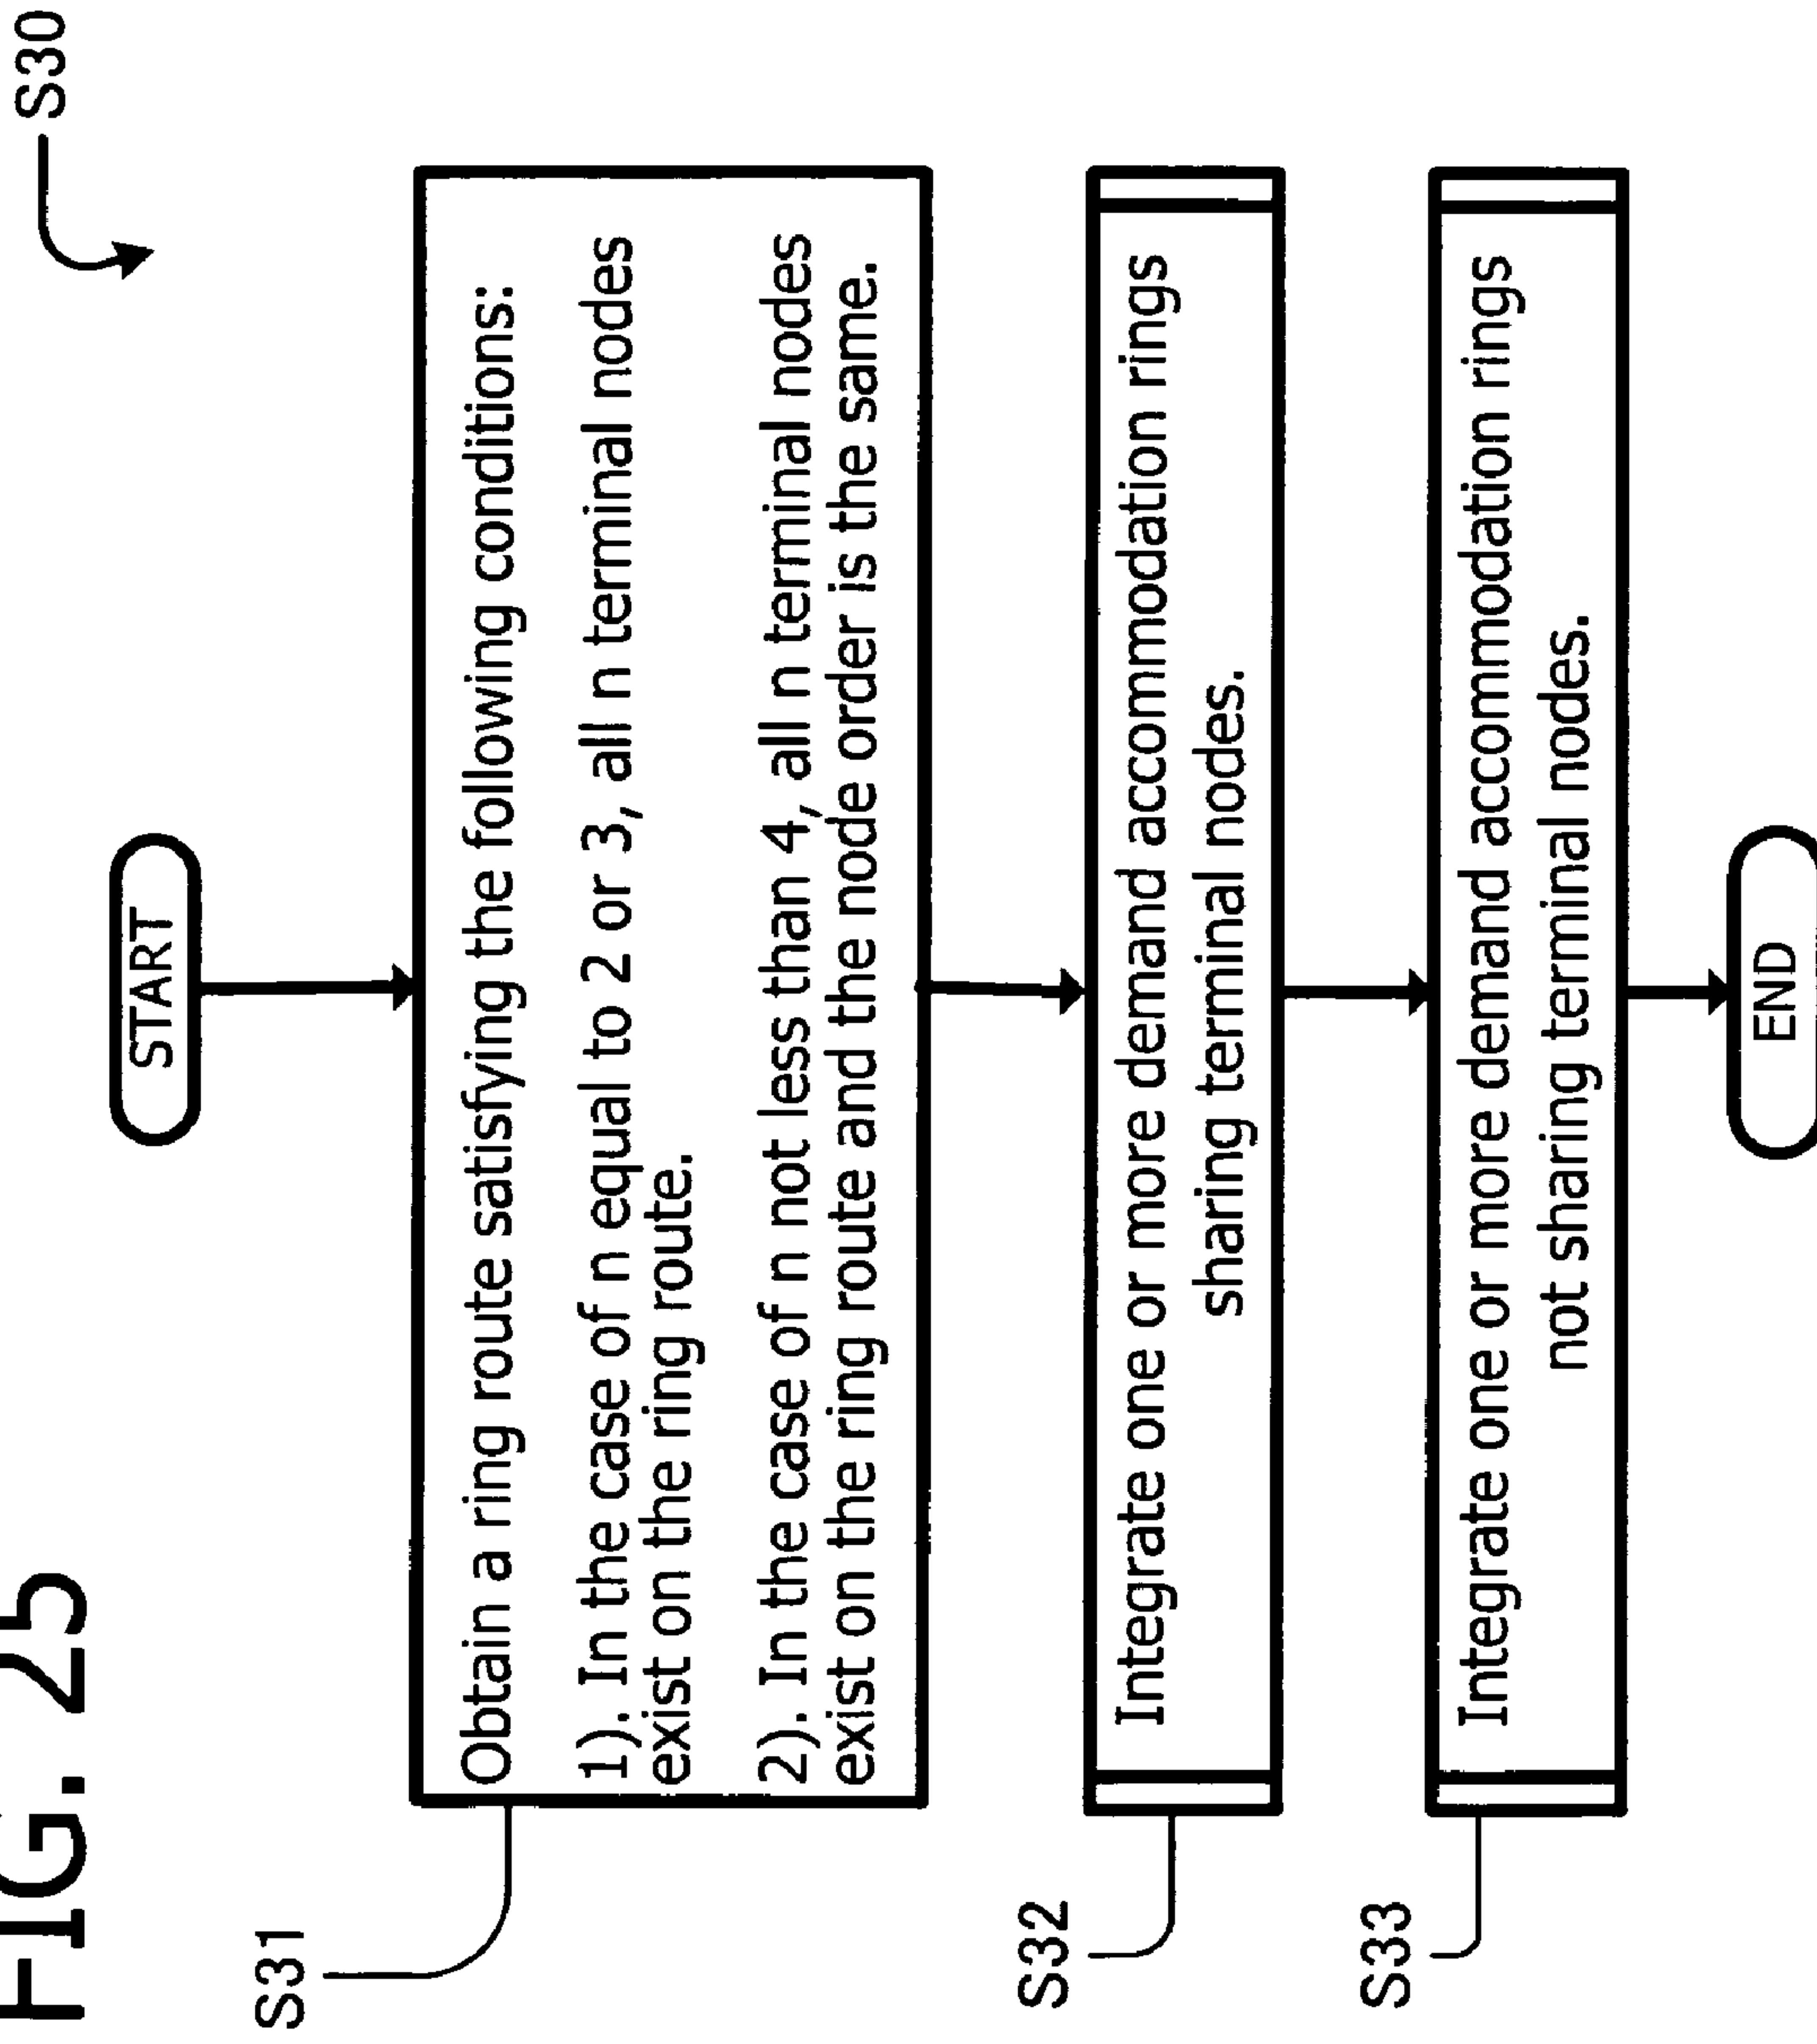 FIG. 25
S30
START
S31
Obtain a ring route satisfying the following conditions:
1). In the case of n equal to 2 or 3, all n terminal nodes
exist on the ring route.
2). In the case of n not less than 4, all n terminal nodes
exist on the ring route and the node order is the same.
S32
Integrate one or more demand accommodation rings
sharing terminal nodes.
S33
Integrate one or more demand accommodation rings
not sharing terminal nodes.
END